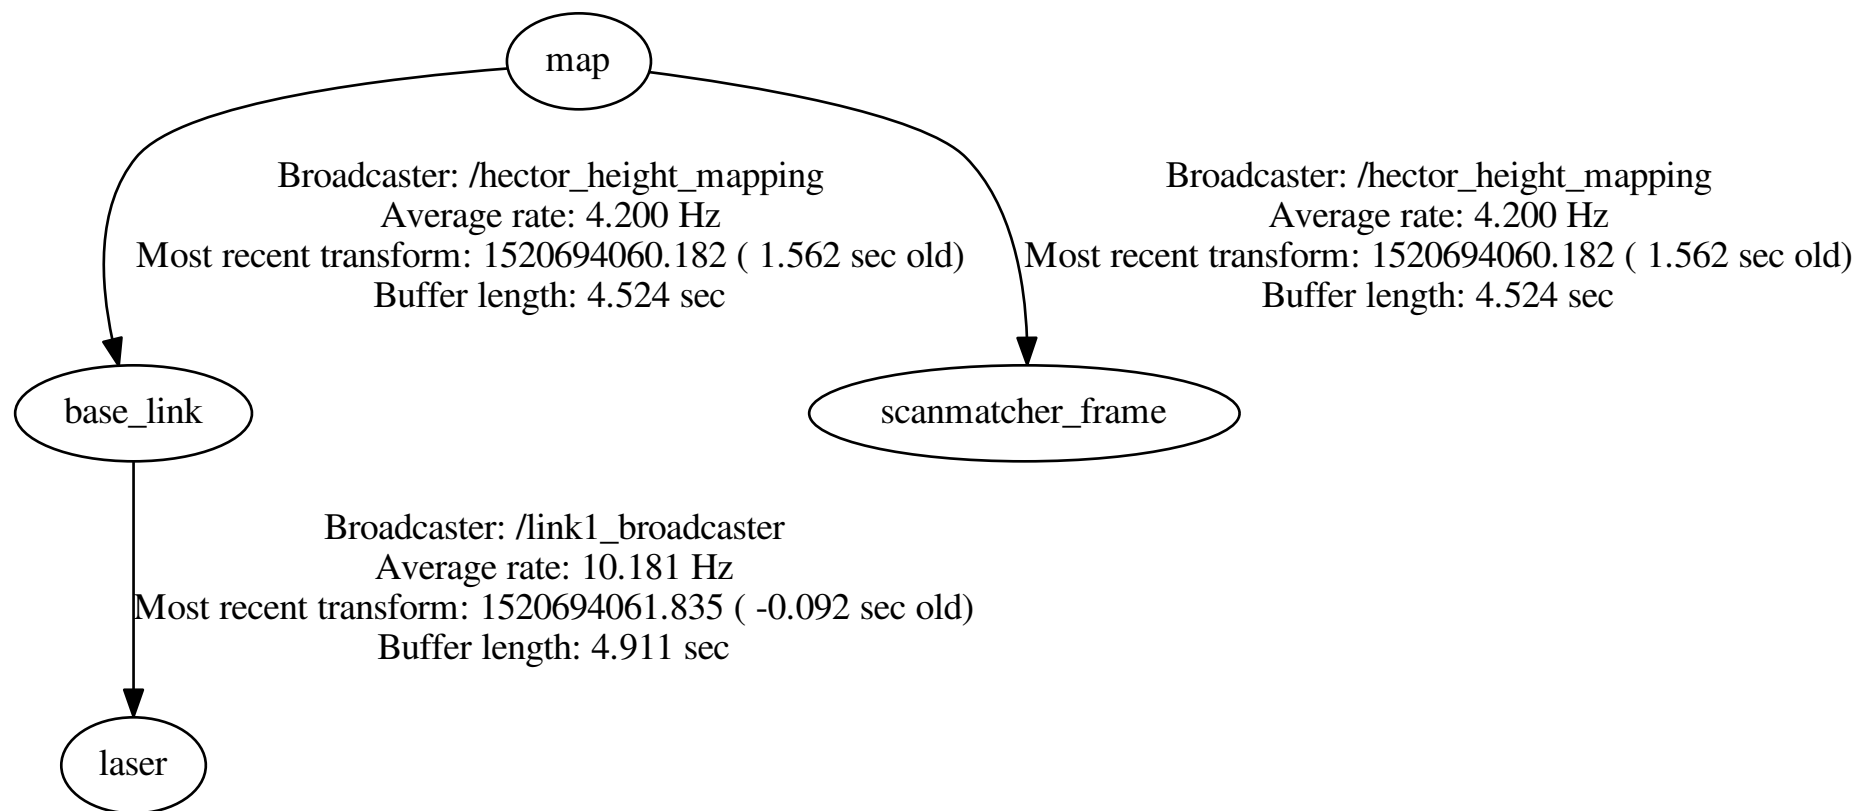 map
Broadcaster: /hector_height_mapping
Average rate: 4.200 Hz
Most recent transform: 1520694060.182 ( 1.562 sec old)
Buffer length: 4.524 sec
Broadcaster: /hector_height_mapping
Average rate: 4.200 Hz
Most recent transform: 1520694060.182 ( 1.562 sec old)
Buffer length: 4.524 sec
base_link
scanmatcher_frame
Broadcaster: /link1_broadcaster
Average rate: 10.181 Hz
Most recent transform: 1520694061.835 ( -0.092 sec old)
Buffer length: 4.911 sec
laser